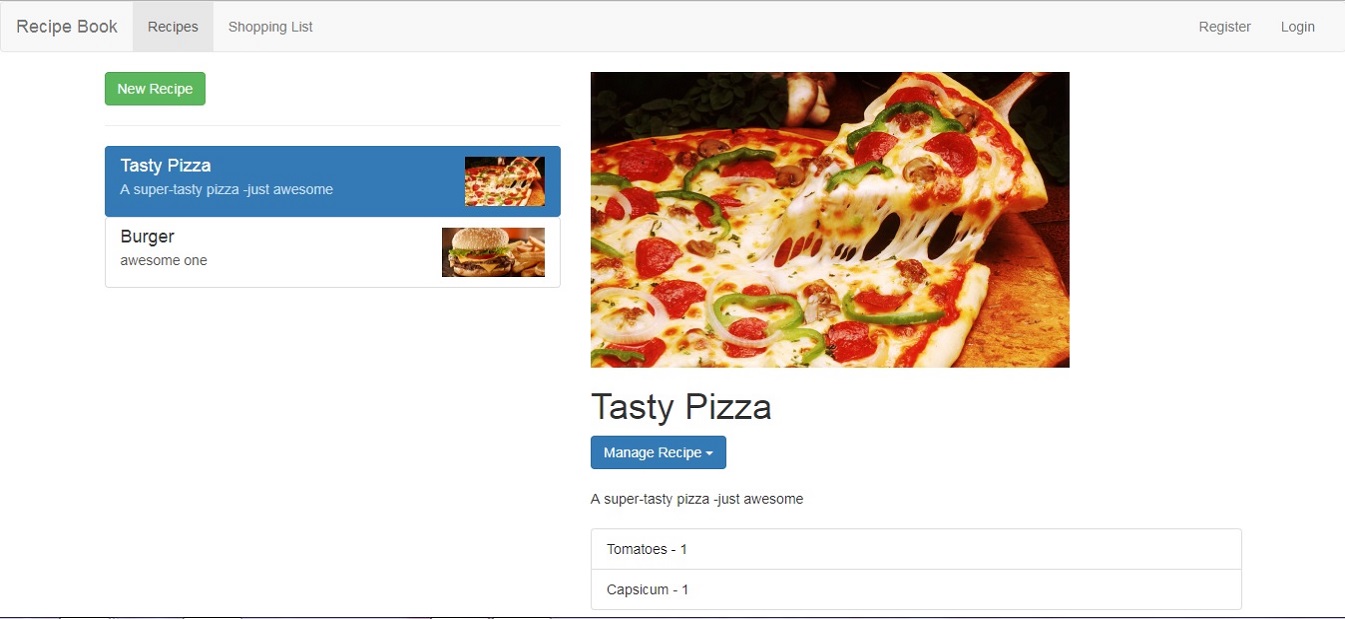 Recipe Book Recipes Shopping List Register Login
New Recipe
Tasty Pizza
A super-tasty pizza -just awesome
Burger
awesome one
Tasty Pizza
Manage Recipe
A super-tasty pizza -just awesome
Tomatoes - 1
Capsicum - 1